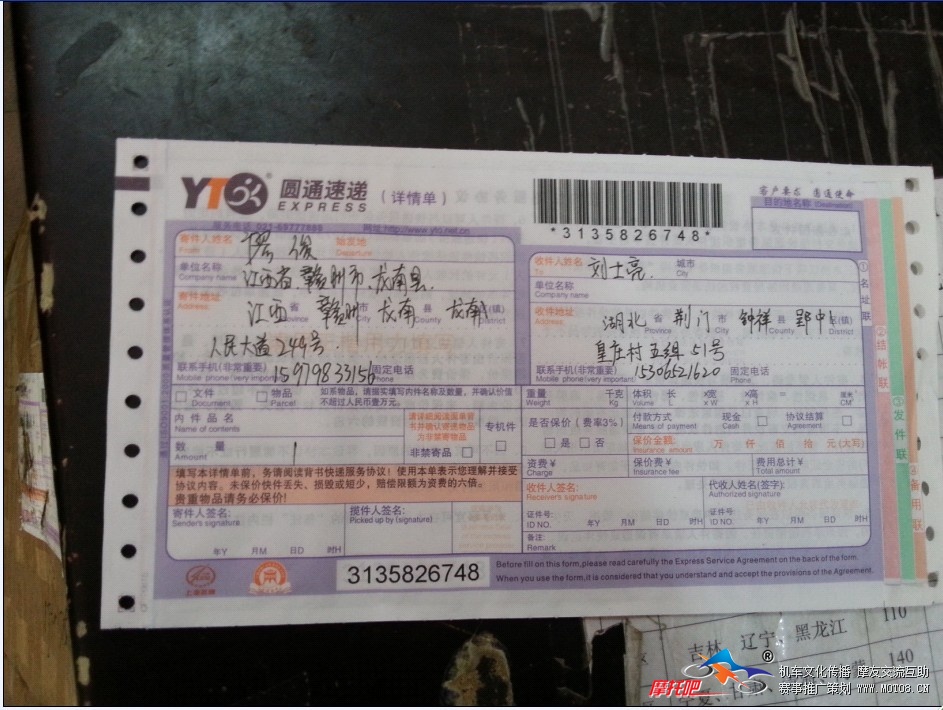 YTO 圆通速递 EXPRESS (详情单)
*3135826748*
客户要求 圆通使命
目的地名称
网址 http://www.yto.net.cn
寄件人姓名 From 始发地 Departure
单位名称 Company name 江西省 赣州市 龙南县
寄件地址 Address: 江西 省 Province 赣州 市 龙南 县 County 龙南 (镇) District
人民大道249号
联系手机(非常重要) Mobile phone(very important) 15979833156 固定电话
收件人姓名 To 刘士亮 城市 City
单位名称 Company name
收件地址 Address: 湖北 省 Province 荆门 市 City 钟祥 县 County 郢中 区(镇) District
皇庄村五组51号
联系手机(非常重要) Mobile phone(very important) 15306521620 固定电话 Phone:
文件 Document 物品 Parcel 如系物品,请据实填写内件名称及数量,并确认价值不超过人民币壹万元。
重量 Weight 千克 Kg 体积 Volume 长 L ×宽 x W ×高 x H = 厘米³ CM³
内件品名 Name of contents
请详细阅读运单背书并确认寄递物品为非禁寄物品
非禁寄品
专机件
数量 Amount 1
是否保价(费率3%) 是 否
付款方式 Means of payment 现金 Cash 协议结算 Agreement
保价金额: Insurance amount 万 仟 佰 拾 元(大写)
资费¥ Charge 保价费¥ Insurance fee 费用总计¥
填写本详情单前,务请阅读背书快递服务协议!使用本单表示您理解并接受
协议内容。未保价快件丢失、损毁或短少,赔偿限额为资费的六倍。
贵重物品请务必保价!
寄件人签名: Sender's signature 年Y 月M 日D 时H
揽件人签名: Picked up by (signature)
收件人签名: Receiver's signature
证件号: ID NO. 年Y 月M 日D 时H
代收人姓名(签字): Authorized signature
证件号: ID NO. 年Y 月M 日D 时H
备注: Remark
3135826748
Before fill on this form,please read carefully the Express Service Agreement on the back of the form.
When you use the form,it is considered that you understand and accept the provisions of the Agreement.
①名址联
②结帐联
③发件联
备用联
吉林 辽宁 黑龙江 110
140
摩托吧 ®
机车文化传播 摩友交流互助
赛事推广策划 WWW.MOTO8.CN